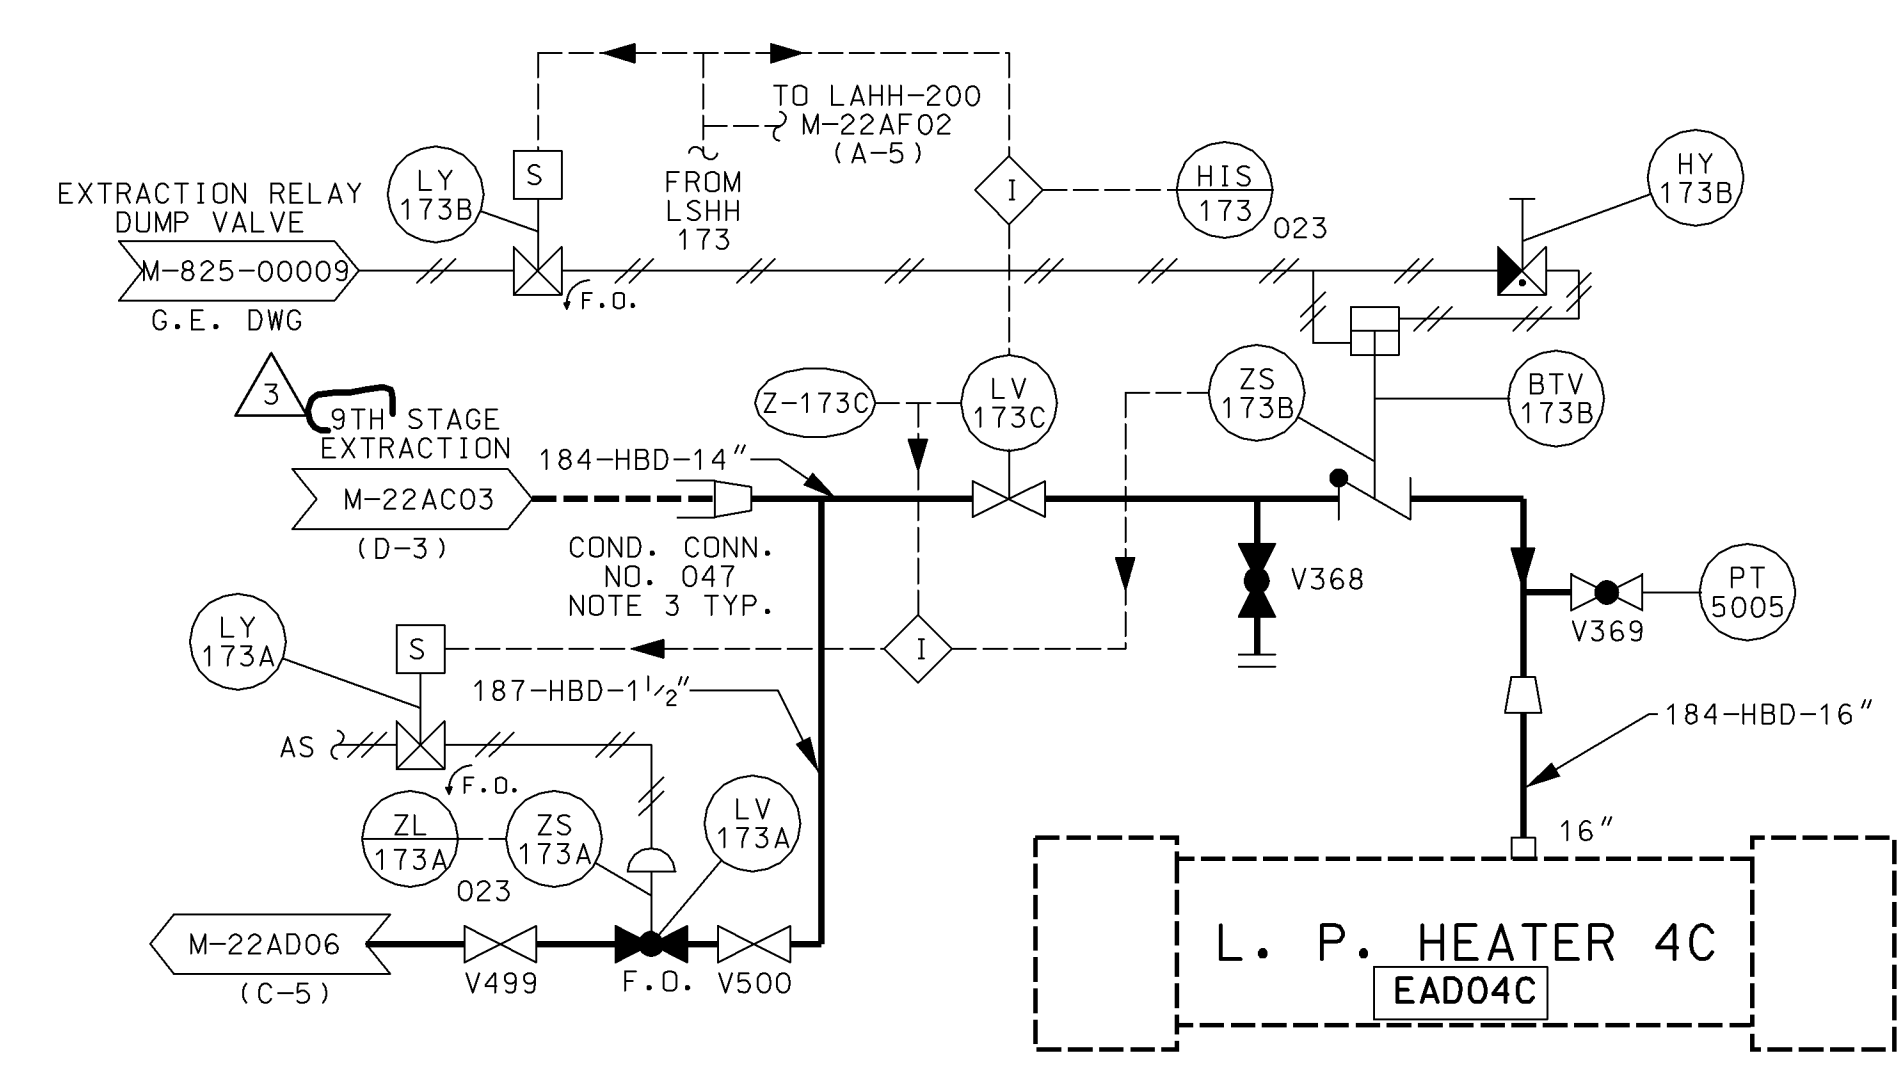 TO LAHH-200
M-22AF02
(A-5)
S
LY
173B
FROM
LSHH
173
I
HIS
173
023
HY
173B
EXTRACTION RELAY
DUMP VALVE
M-825-00009
G.E. DWG
F.O.
3
9TH STAGE
EXTRACTION
M-22AC03
(D-3)
184-HBD-14"
Z-173C
LV
173C
ZS
173B
BTV
173B
COND. CONN.
NO. 047
NOTE 3 TYP.
V368
V369
PT
5005
LY
173A
S
I
187-HBD-1 1/2"
184-HBD-16"
AS
F.O.
ZL
173A
023
ZS
173A
LV
173A
16"
M-22AD06
(C-5)
V499
F.O.
V500
L. P. HEATER 4C
EAD04C